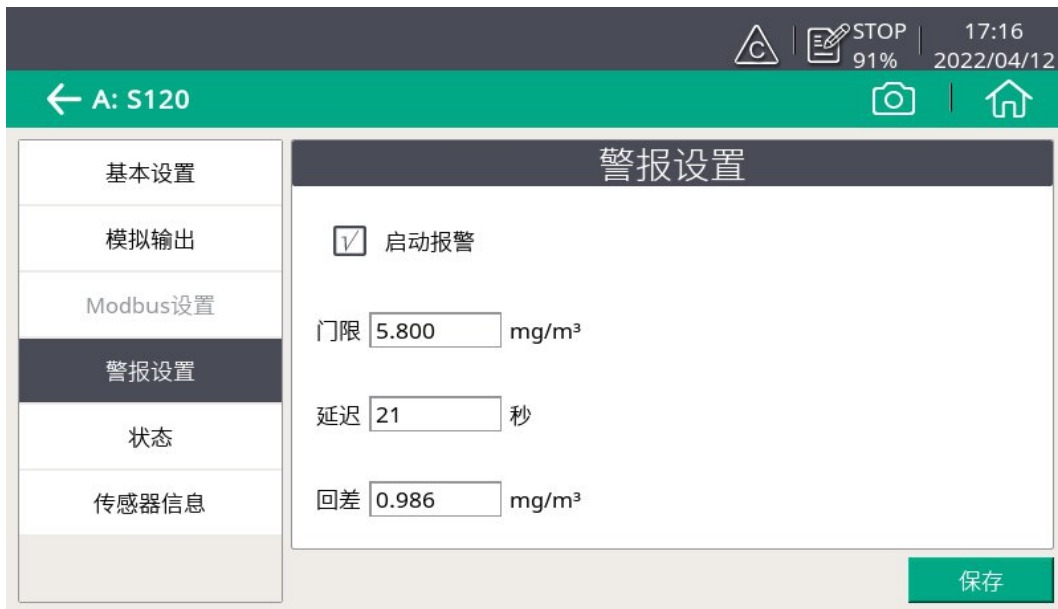 C STOP 17:16
91% 2022/04/12
← A: S120
基本设置
模拟输出
Modbus设置
警报设置
状态
传感器信息
警报设置
√ 启动报警
门限 5.800 mg/m³
延迟 21 秒
回差 0.986 mg/m³
保存